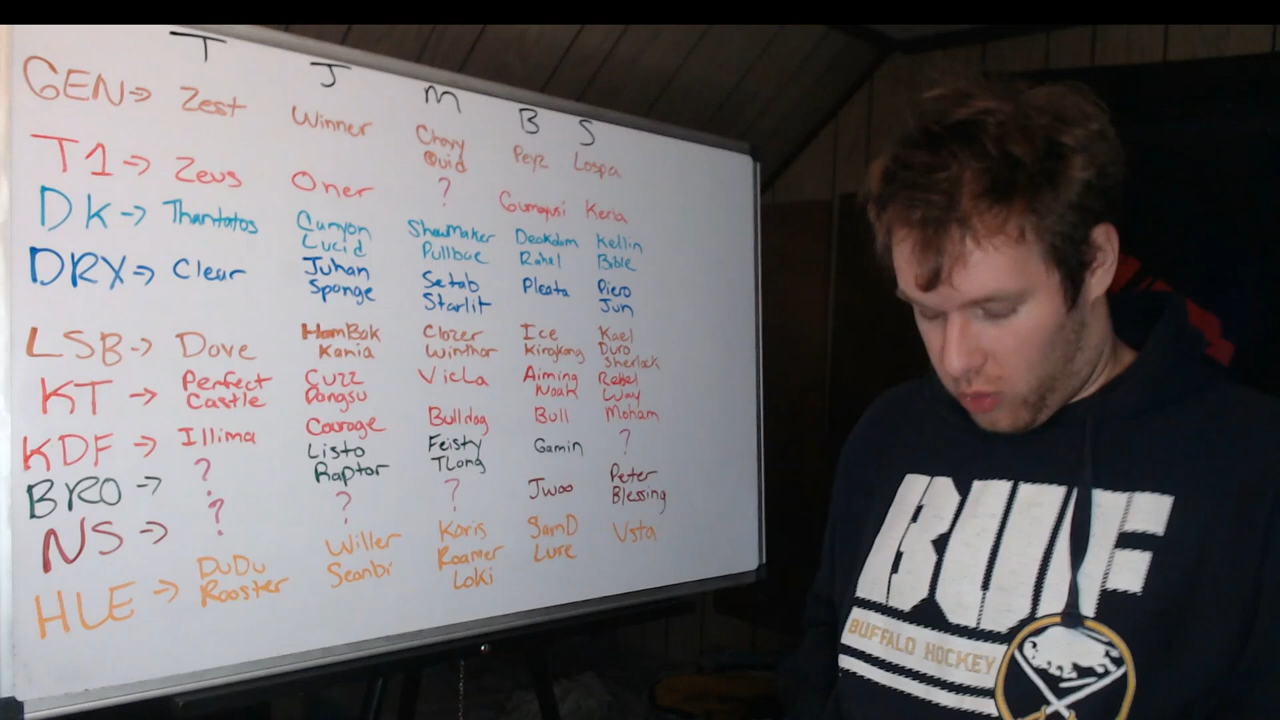 T J M B S
GEN → Zest Winner Chovy Peyz Lospa
Quid
T1 → Zeus Oner ? Gumayusi Keria
DK → Thantatos Canyon ShowMaker Deokdam Kellin
Lucid Pullbae Rahel Bible
DRX → Clear Juhan Setab Pleata Piero
Sponge Starlit Jun
LSB → Dove HamBak Clozer Ice Kael
Kania Winthor Kingkong Duro
Sherlock
KT → Perfect Cuzz VicLa Aiming Rebel
Castle Dongsu Noah Way
KDF → Illima Courage Bulldog Bull Moham
BRO → ? Listo Feisty Gamin ?
Raptor TLong
NS → ? ? ? Jwoo Peter
Blessing
HLE → DuDu Willer Karis SamD Vsta
Rooster Seonbi Roamer Lure
Loki
BUF
BUFFALO HOCKEY